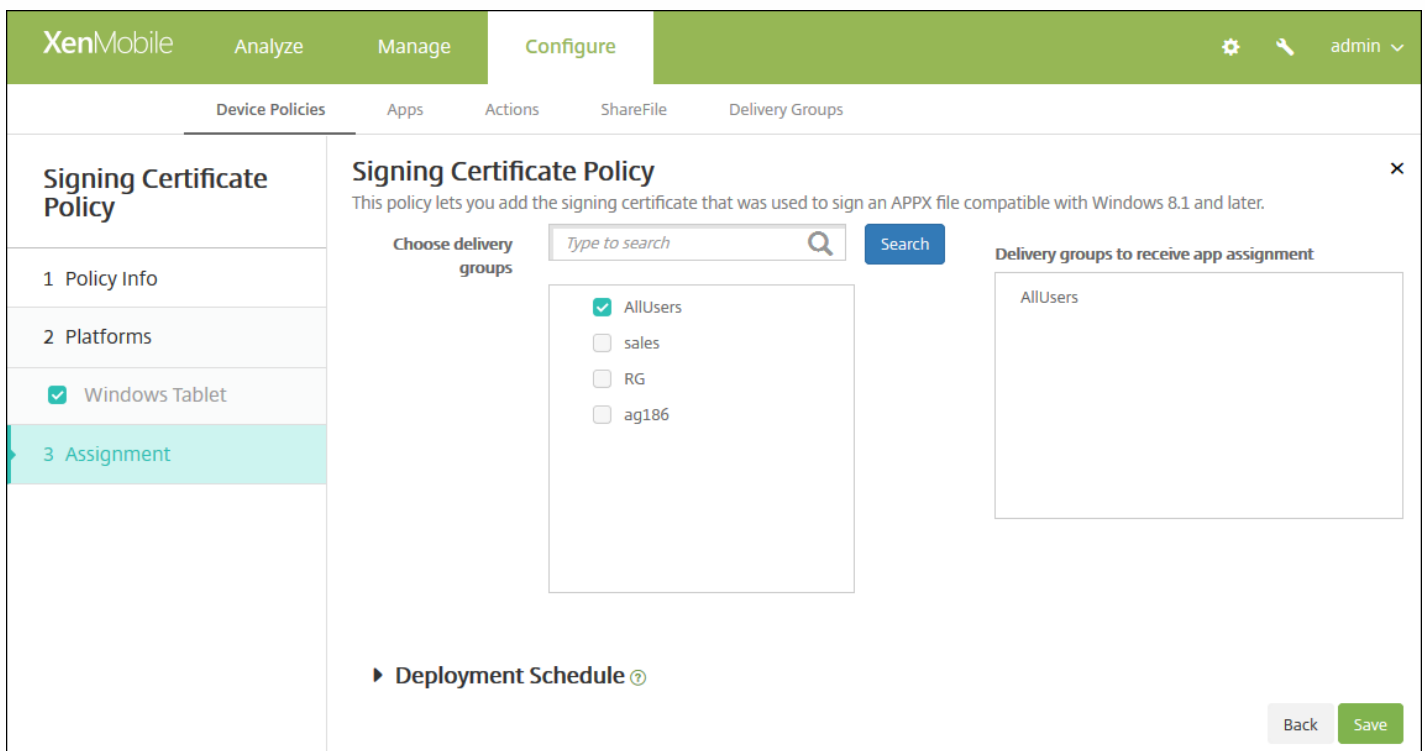 XenMobile Analyze Manage Configure admin
Device Policies Apps Actions ShareFile Delivery Groups
Signing Certificate
Policy
1 Policy Info
2 Platforms
Windows Tablet
3 Assignment
Signing Certificate Policy
This policy lets you add the signing certificate that was used to sign an APPX file compatible with Windows 8.1 and later.
Choose delivery
groups
Type to search
Search
AllUsers
sales
RG
ag186
Delivery groups to receive app assignment
AllUsers
Deployment Schedule ?
Back Save